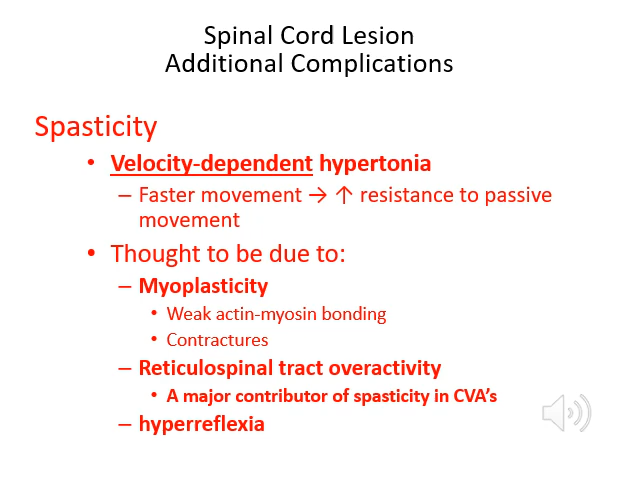 Spinal Cord Lesion
Additional Complications
Spasticity
• Velocity-dependent hypertonia
– Faster movement → ↑ resistance to passive
movement
• Thought to be due to:
– Myoplasticity
• Weak actin-myosin bonding
• Contractures
– Reticulospinal tract overactivity
• A major contributor of spasticity in CVA's
– hyperreflexia